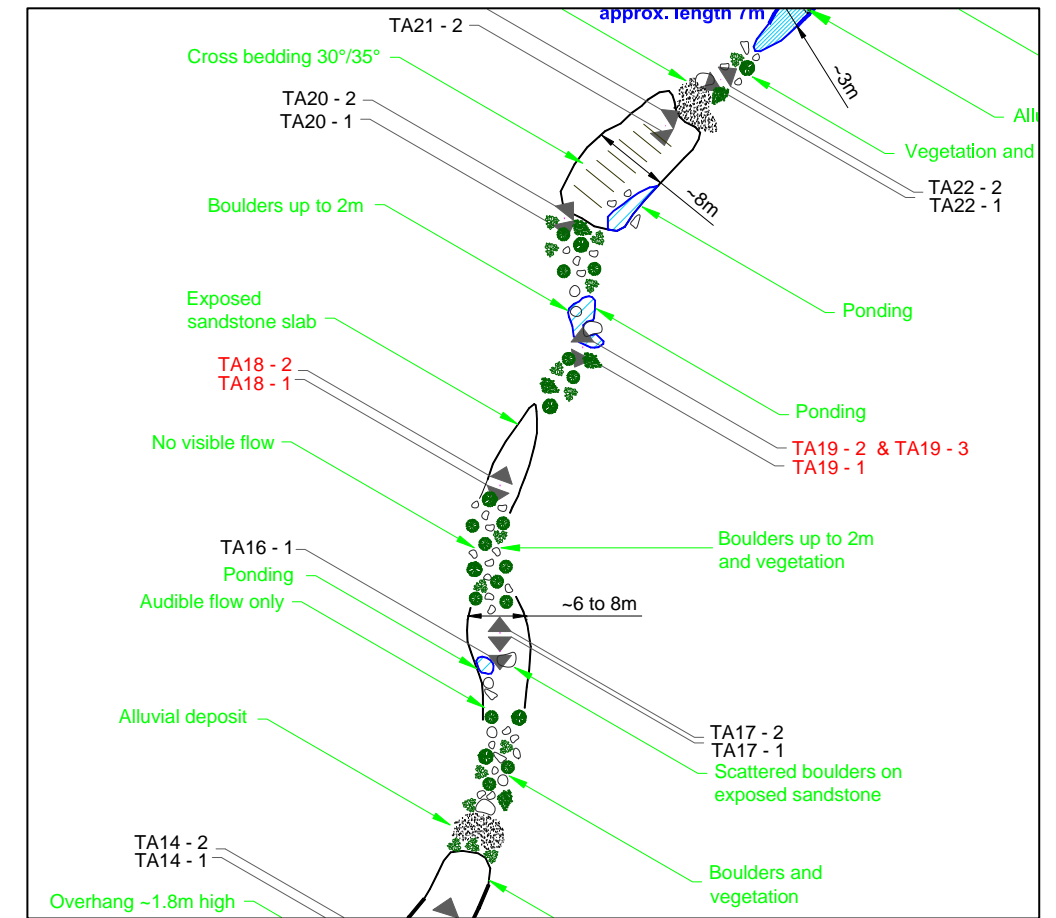 approx. length 7m
TA21 - 2
Cross bedding 30°/35°
~3m
TA20 - 2
TA20 - 1
Vegetation and
TA22 - 2
TA22 - 1
~8m
Boulders up to 2m
Ponding
Exposed
sandstone slab
TA18 - 2
TA18 - 1
Ponding
No visible flow
TA19 - 2 & TA19 - 3
TA19 - 1
TA16 - 1
Boulders up to 2m
and vegetation
Ponding
Audible flow only
~6 to 8m
Alluvial deposit
TA17 - 2
TA17 - 1
Scattered boulders on
exposed sandstone
TA14 - 2
TA14 - 1
Boulders and
vegetation
Overhang ~1.8m high